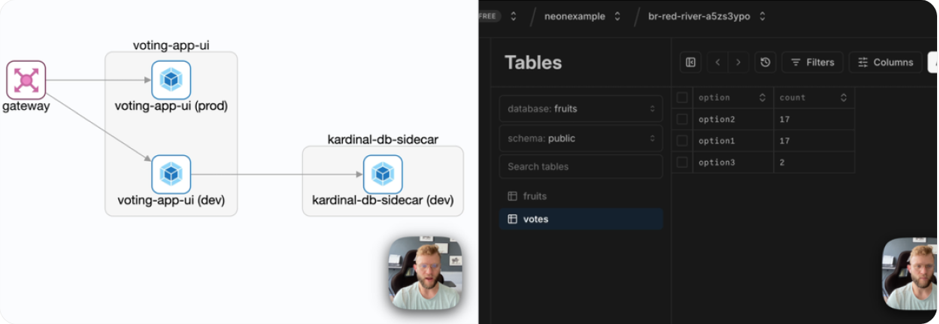 voting-app-ui
gateway
voting-app-ui (prod)
kardinal-db-sidecar
voting-app-ui (dev)
kardinal-db-sidecar (dev)
FREE
neonexample
br-red-river-a5zs3ypo
Tables
Filters
Columns
database: fruits
schema: public
Search tables
fruits
votes
option count
option2 17
option1 17
option3 2